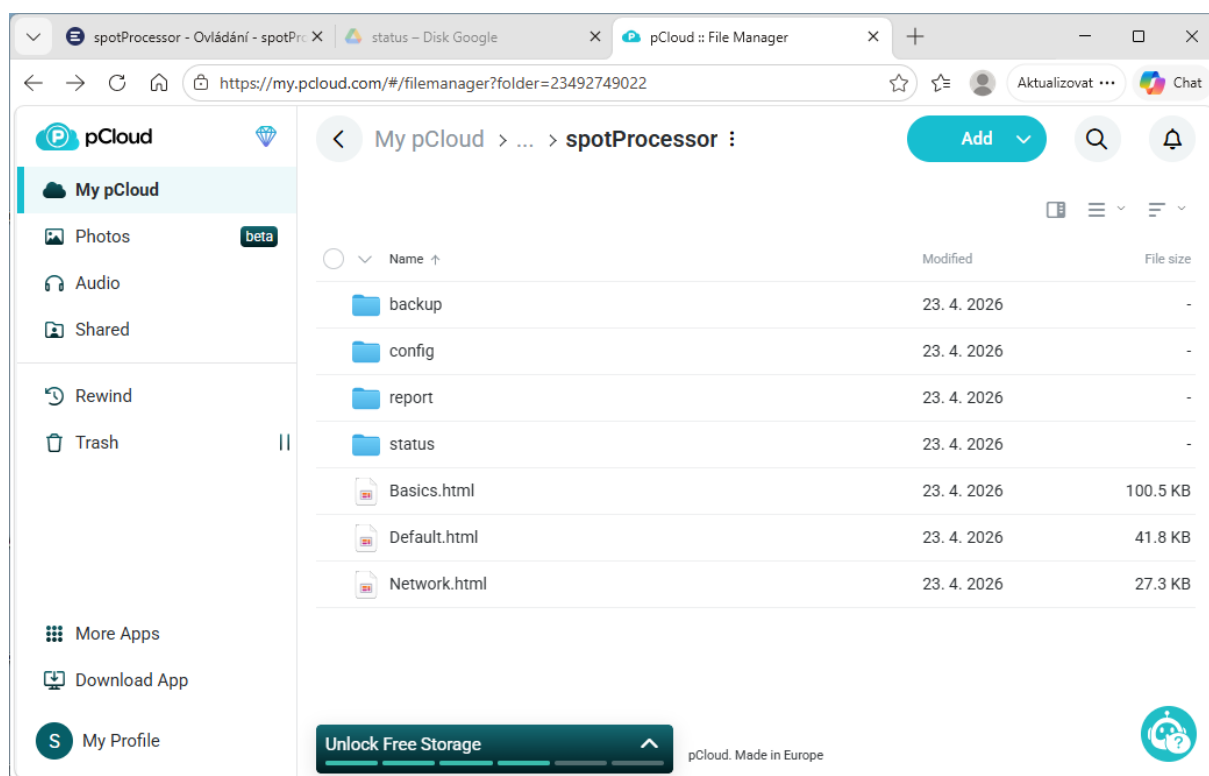 spotProcessor - Ovládání - spotPr
status – Disk Google
pCloud :: File Manager
https://my.pcloud.com/#/filemanager?folder=23492749022
Aktualizovat
Chat
pCloud
My pCloud > ... > spotProcessor
Add
My pCloud
Photos
beta
Audio
Shared
Rewind
Trash
More Apps
Download App
S My Profile
Name Modified File size
backup 23. 4. 2026 -
config 23. 4. 2026 -
report 23. 4. 2026 -
status 23. 4. 2026 -
Basics.html 23. 4. 2026 100.5 KB
Default.html 23. 4. 2026 41.8 KB
Network.html 23. 4. 2026 27.3 KB
Unlock Free Storage
pCloud. Made in Europe